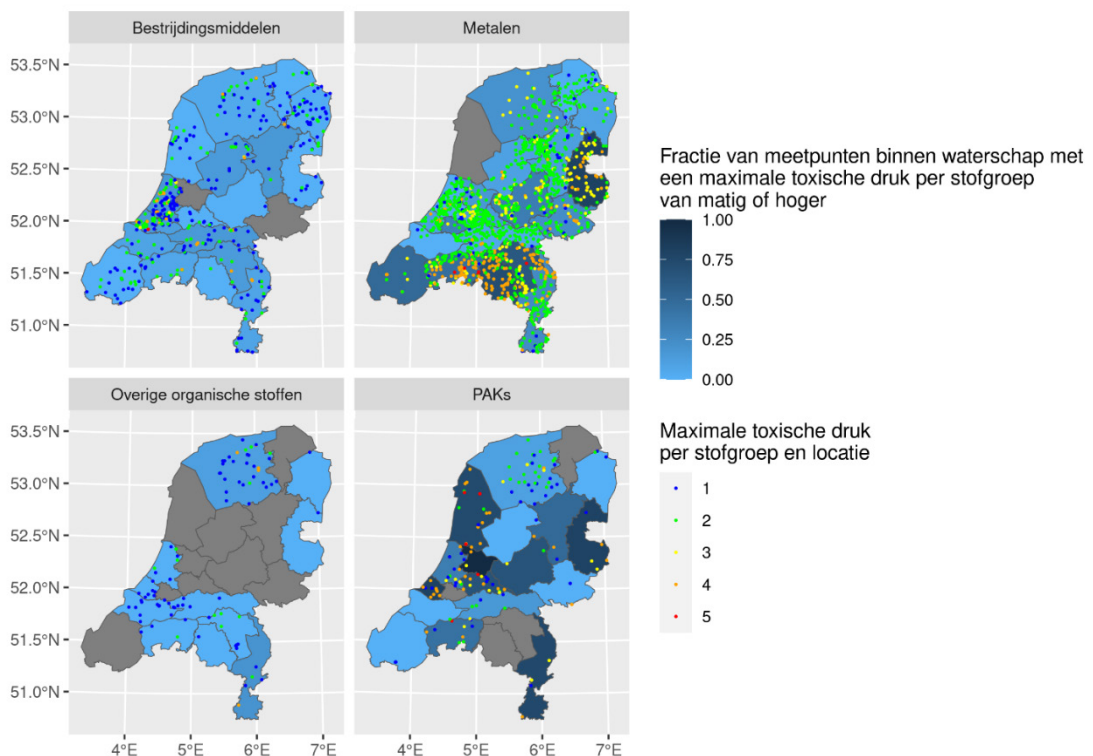 Bestrijdingsmiddelen
Metalen
53.5°N
53.0°N
52.5°N
52.0°N
51.5°N
51.0°N
Overige organische stoffen
PAKs
53.5°N
53.0°N
52.5°N
52.0°N
51.5°N
51.0°N
4°E
5°E
6°E
7°E
4°E
5°E
6°E
7°E
Fractie van meetpunten binnen waterschap met
een maximale toxische druk per stofgroep
van matig of hoger
1.00
0.75
0.50
0.25
0.00
Maximale toxische druk
per stofgroep en locatie
1
2
3
4
5